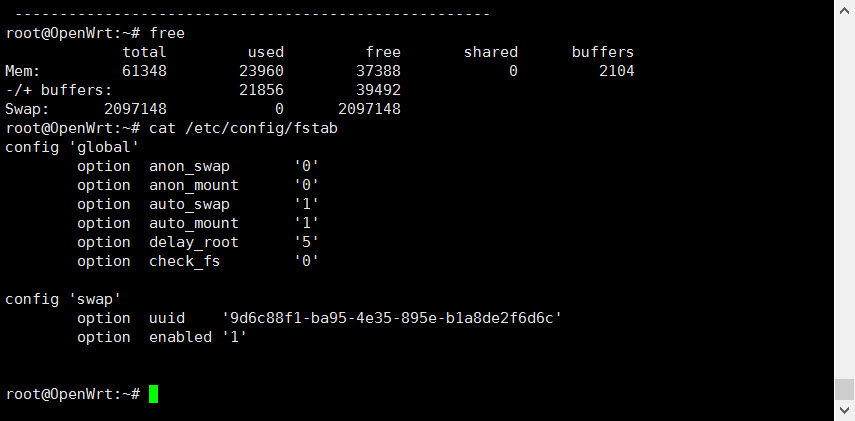 -----------------------------------------------------
root@OpenWrt:~# free
             total         used         free       shared      buffers
Mem:         61348        23960        37388            0         2104
-/+ buffers:              21856        39492
Swap:      2097148            0      2097148
root@OpenWrt:~# cat /etc/config/fstab
config 'global'
        option  anon_swap       '0'
        option  anon_mount      '0'
        option  auto_swap       '1'
        option  auto_mount      '1'
        option  delay_root      '5'
        option  check_fs        '0'

config 'swap'
        option  uuid    '9d6c88f1-ba95-4e35-895e-b1a8de2f6d6c'
        option  enabled '1'


root@OpenWrt:~#